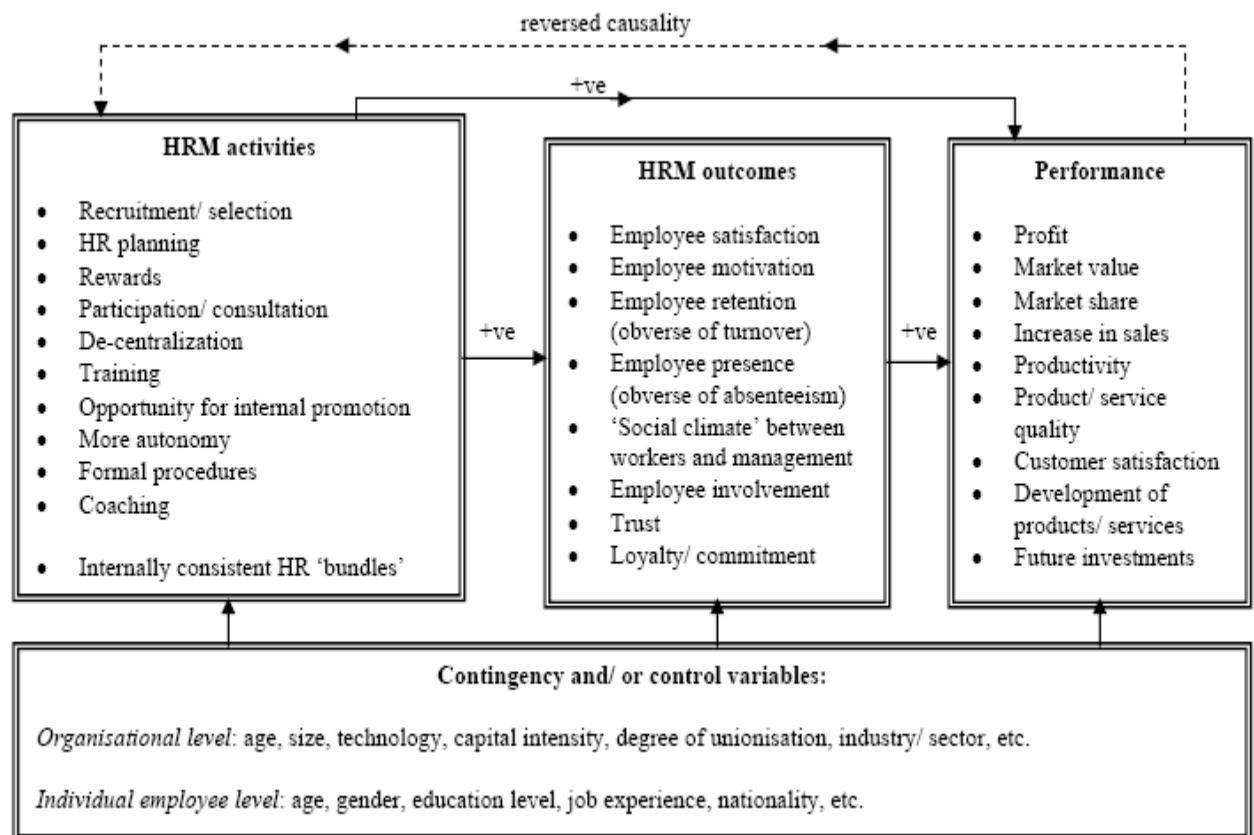 reversed causality
+ve
HRM activities
• Recruitment/ selection
• HR planning
• Rewards
• Participation/ consultation
• De-centralization
• Training
• Opportunity for internal promotion
• More autonomy
• Formal procedures
• Coaching
• Internally consistent HR ‘bundles’
+ve
HRM outcomes
• Employee satisfaction
• Employee motivation
• Employee retention
(obverse of turnover)
• Employee presence
(obverse of absenteeism)
• ‘Social climate’ between
workers and management
• Employee involvement
• Trust
• Loyalty/ commitment
+ve
Performance
• Profit
• Market value
• Market share
• Increase in sales
• Productivity
• Product/ service
quality
• Customer satisfaction
• Development of
products/ services
• Future investments
Contingency and/ or control variables:
Organisational level: age, size, technology, capital intensity, degree of unionisation, industry/ sector, etc.
Individual employee level: age, gender, education level, job experience, nationality, etc.